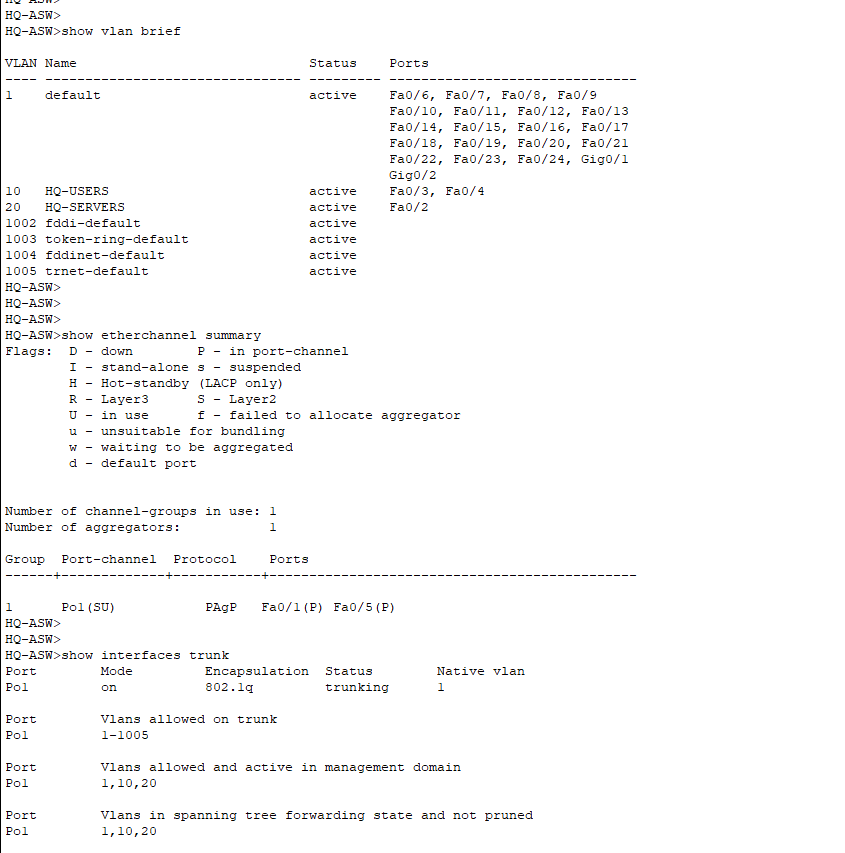 HQ-ASW>
HQ-ASW>
HQ-ASW>show vlan brief
VLAN Name                             Status    Ports
---- -------------------------------- --------- -------------------------------
1    default                          active    Fa0/6, Fa0/7, Fa0/8, Fa0/9
                                                Fa0/10, Fa0/11, Fa0/12, Fa0/13
                                                Fa0/14, Fa0/15, Fa0/16, Fa0/17
                                                Fa0/18, Fa0/19, Fa0/20, Fa0/21
                                                Fa0/22, Fa0/23, Fa0/24, Gig0/1
                                                Gig0/2
10   HQ-USERS                         active    Fa0/3, Fa0/4
20   HQ-SERVERS                       active    Fa0/2
1002 fddi-default                     active
1003 token-ring-default               active
1004 fddinet-default                  active
1005 trnet-default                    active
HQ-ASW>
HQ-ASW>
HQ-ASW>
HQ-ASW>show etherchannel summary
Flags:  D - down        P - in port-channel
        I - stand-alone s - suspended
        H - Hot-standby (LACP only)
        R - Layer3      S - Layer2
        U - in use      f - failed to allocate aggregator
        u - unsuitable for bundling
        w - waiting to be aggregated
        d - default port
Number of channel-groups in use: 1
Number of aggregators:           1
Group  Port-channel  Protocol    Ports
------+-------------+-----------+----------------------------------------------
1      Po1(SU)           PAgP   Fa0/1(P) Fa0/5(P)
HQ-ASW>
HQ-ASW>
HQ-ASW>show interfaces trunk
Port        Mode         Encapsulation  Status        Native vlan
Po1         on           802.1q         trunking      1
Port        Vlans allowed on trunk
Po1         1-1005
Port        Vlans allowed and active in management domain
Po1         1,10,20
Port        Vlans in spanning tree forwarding state and not pruned
Po1         1,10,20